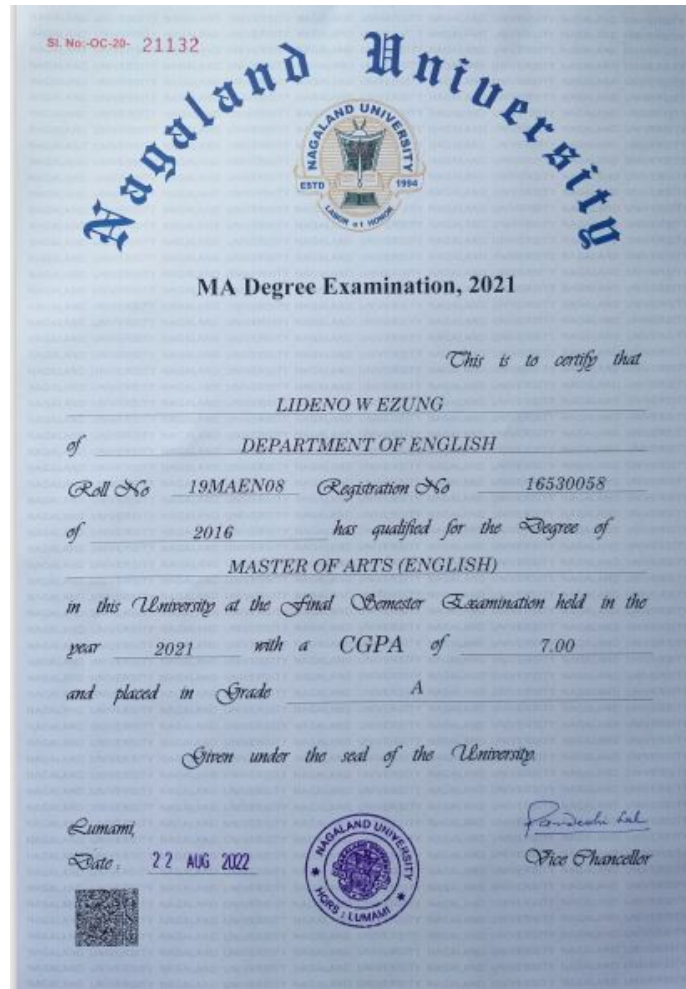 Sl. No:-OC-20- 21132
Nagaland University
NAGALAND UNIVERSITY
ESTD 1994
LABOR et HONOR
MA Degree Examination, 2021
This is to certify that
LIDENO W EZUNG
of DEPARTMENT OF ENGLISH
Roll No 19MAEN08 Registration No 16530058
of 2016 has qualified for the Degree of
MASTER OF ARTS (ENGLISH)
in this University at the Final Semester Examination held in the
year 2021 with a CGPA of 7.00
and placed in Grade A
Given under the seal of the University.
Lumami,
Date : 22 AUG 2022
NAGALAND UNIVERSITY
HQRS : LUMAMI
Vice Chancellor